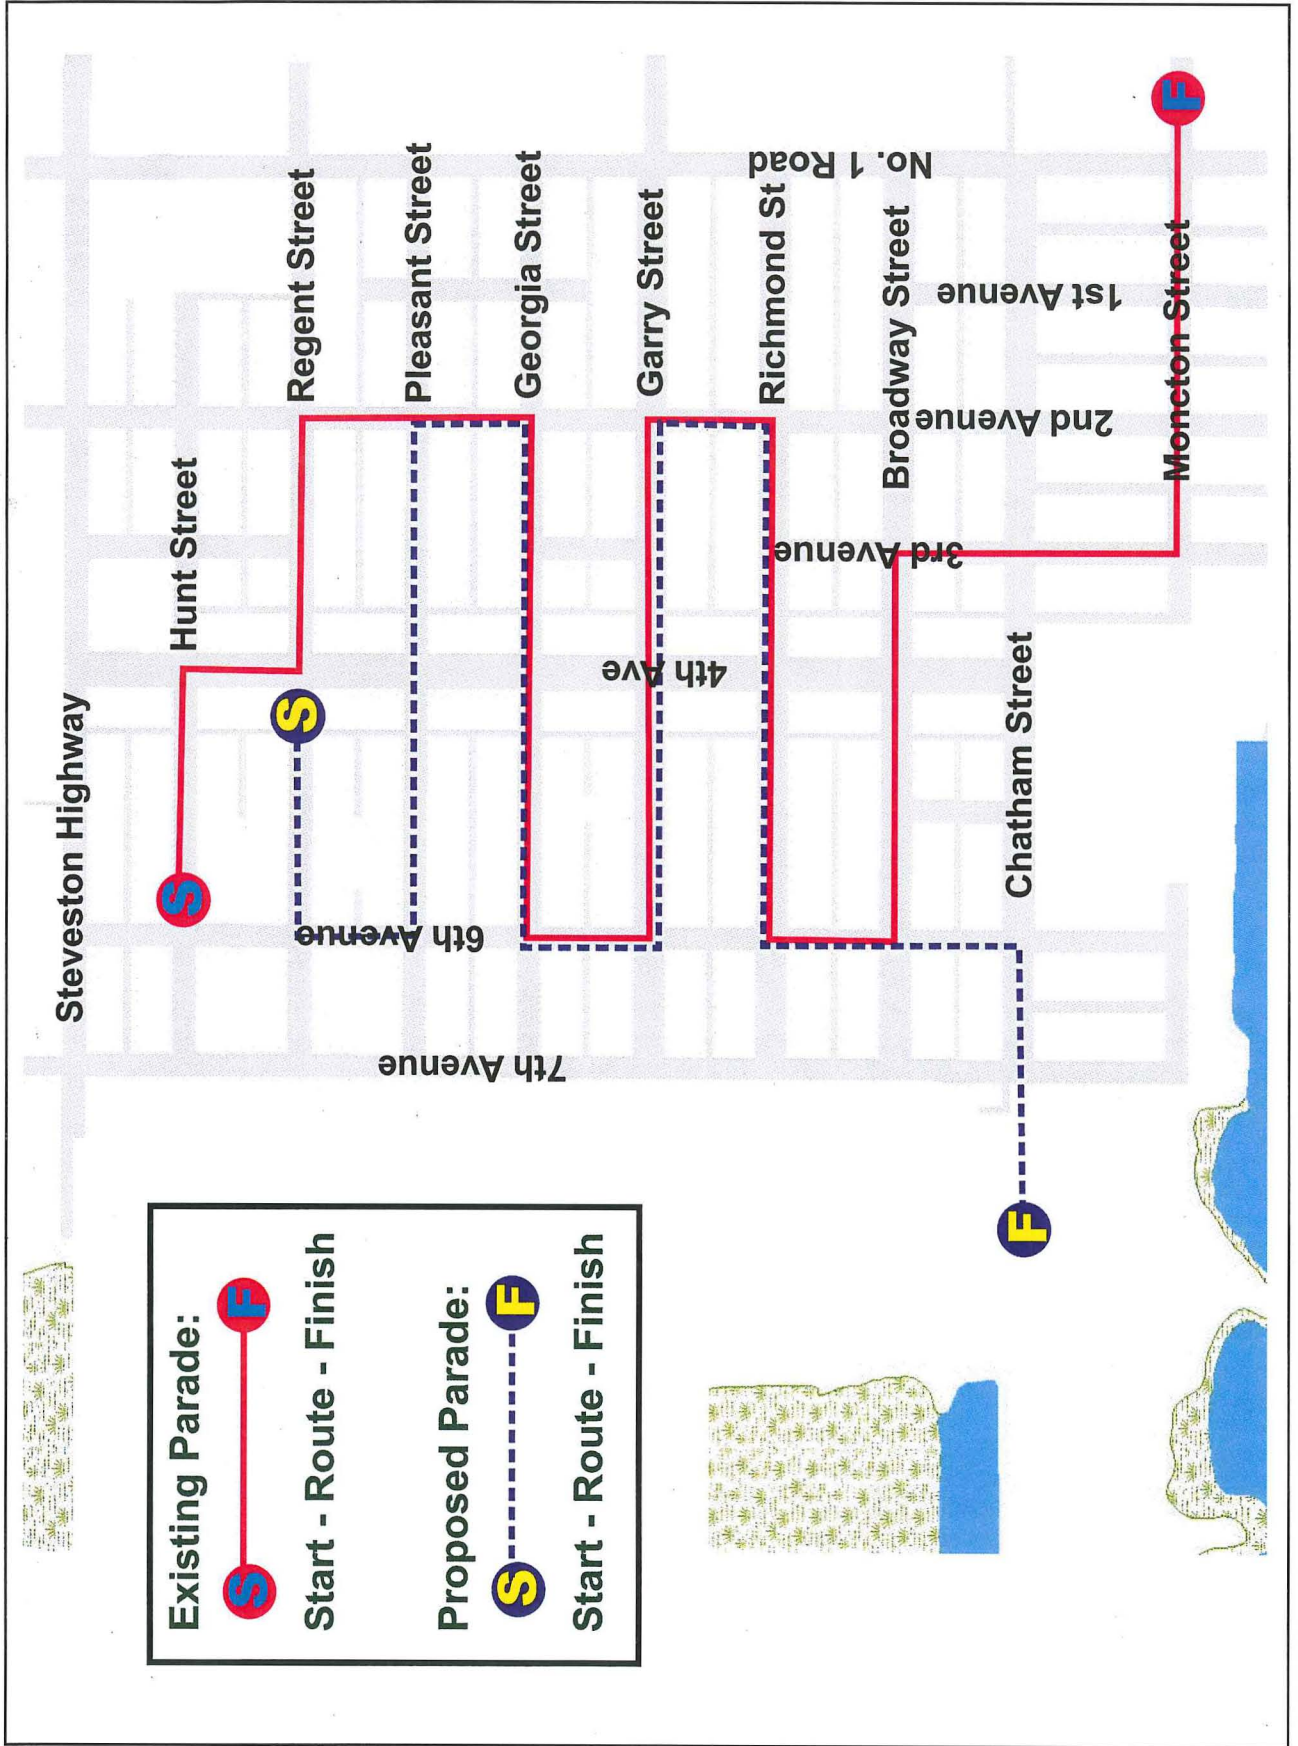 Steveston Highway
Hunt Street
Regent Street
Pleasant Street
Georgia Street
Garry Street
Richmond St
Broadway Street
Chatham Street
Moncton Street
No. 1 Road
1st Avenue
2nd Avenue
3rd Avenue
4th Ave
6th Avenue
7th Avenue
S
F
S
F
Existing Parade:
S F
Start - Route - Finish
Proposed Parade:
S F
Start - Route - Finish